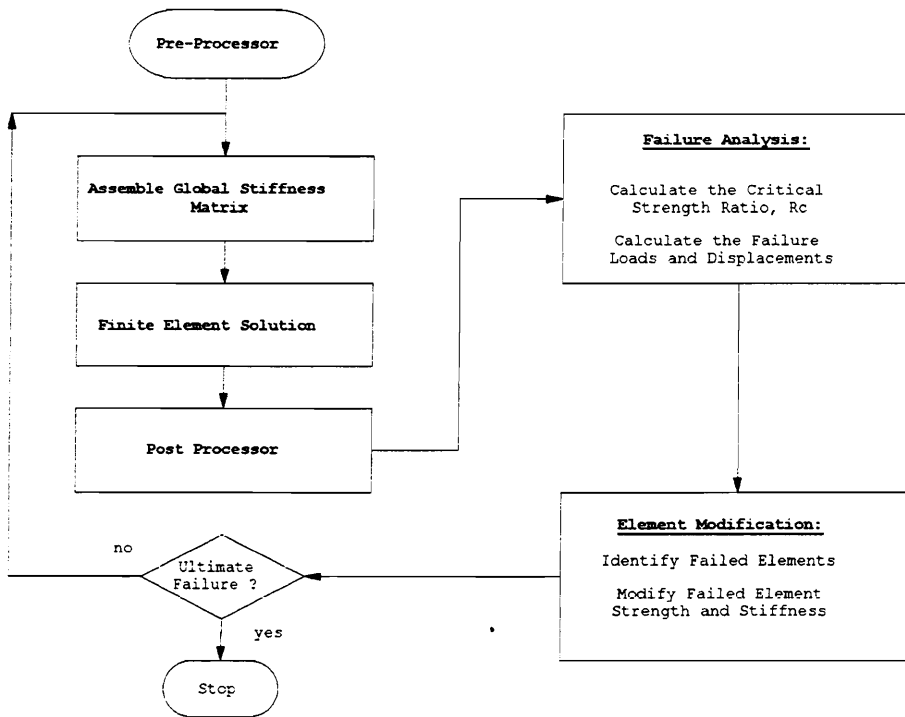 Pre-Processor
Assemble Global Stiffness
Matrix
Finite Element Solution
Post Processor
Failure Analysis:
Calculate the Critical
Strength Ratio, Rc
Calculate the Failure
Loads and Displacements
Element Modification:
Identify Failed Elements
Modify Failed Element
Strength and Stiffness
Ultimate
Failure ?
no
yes
Stop